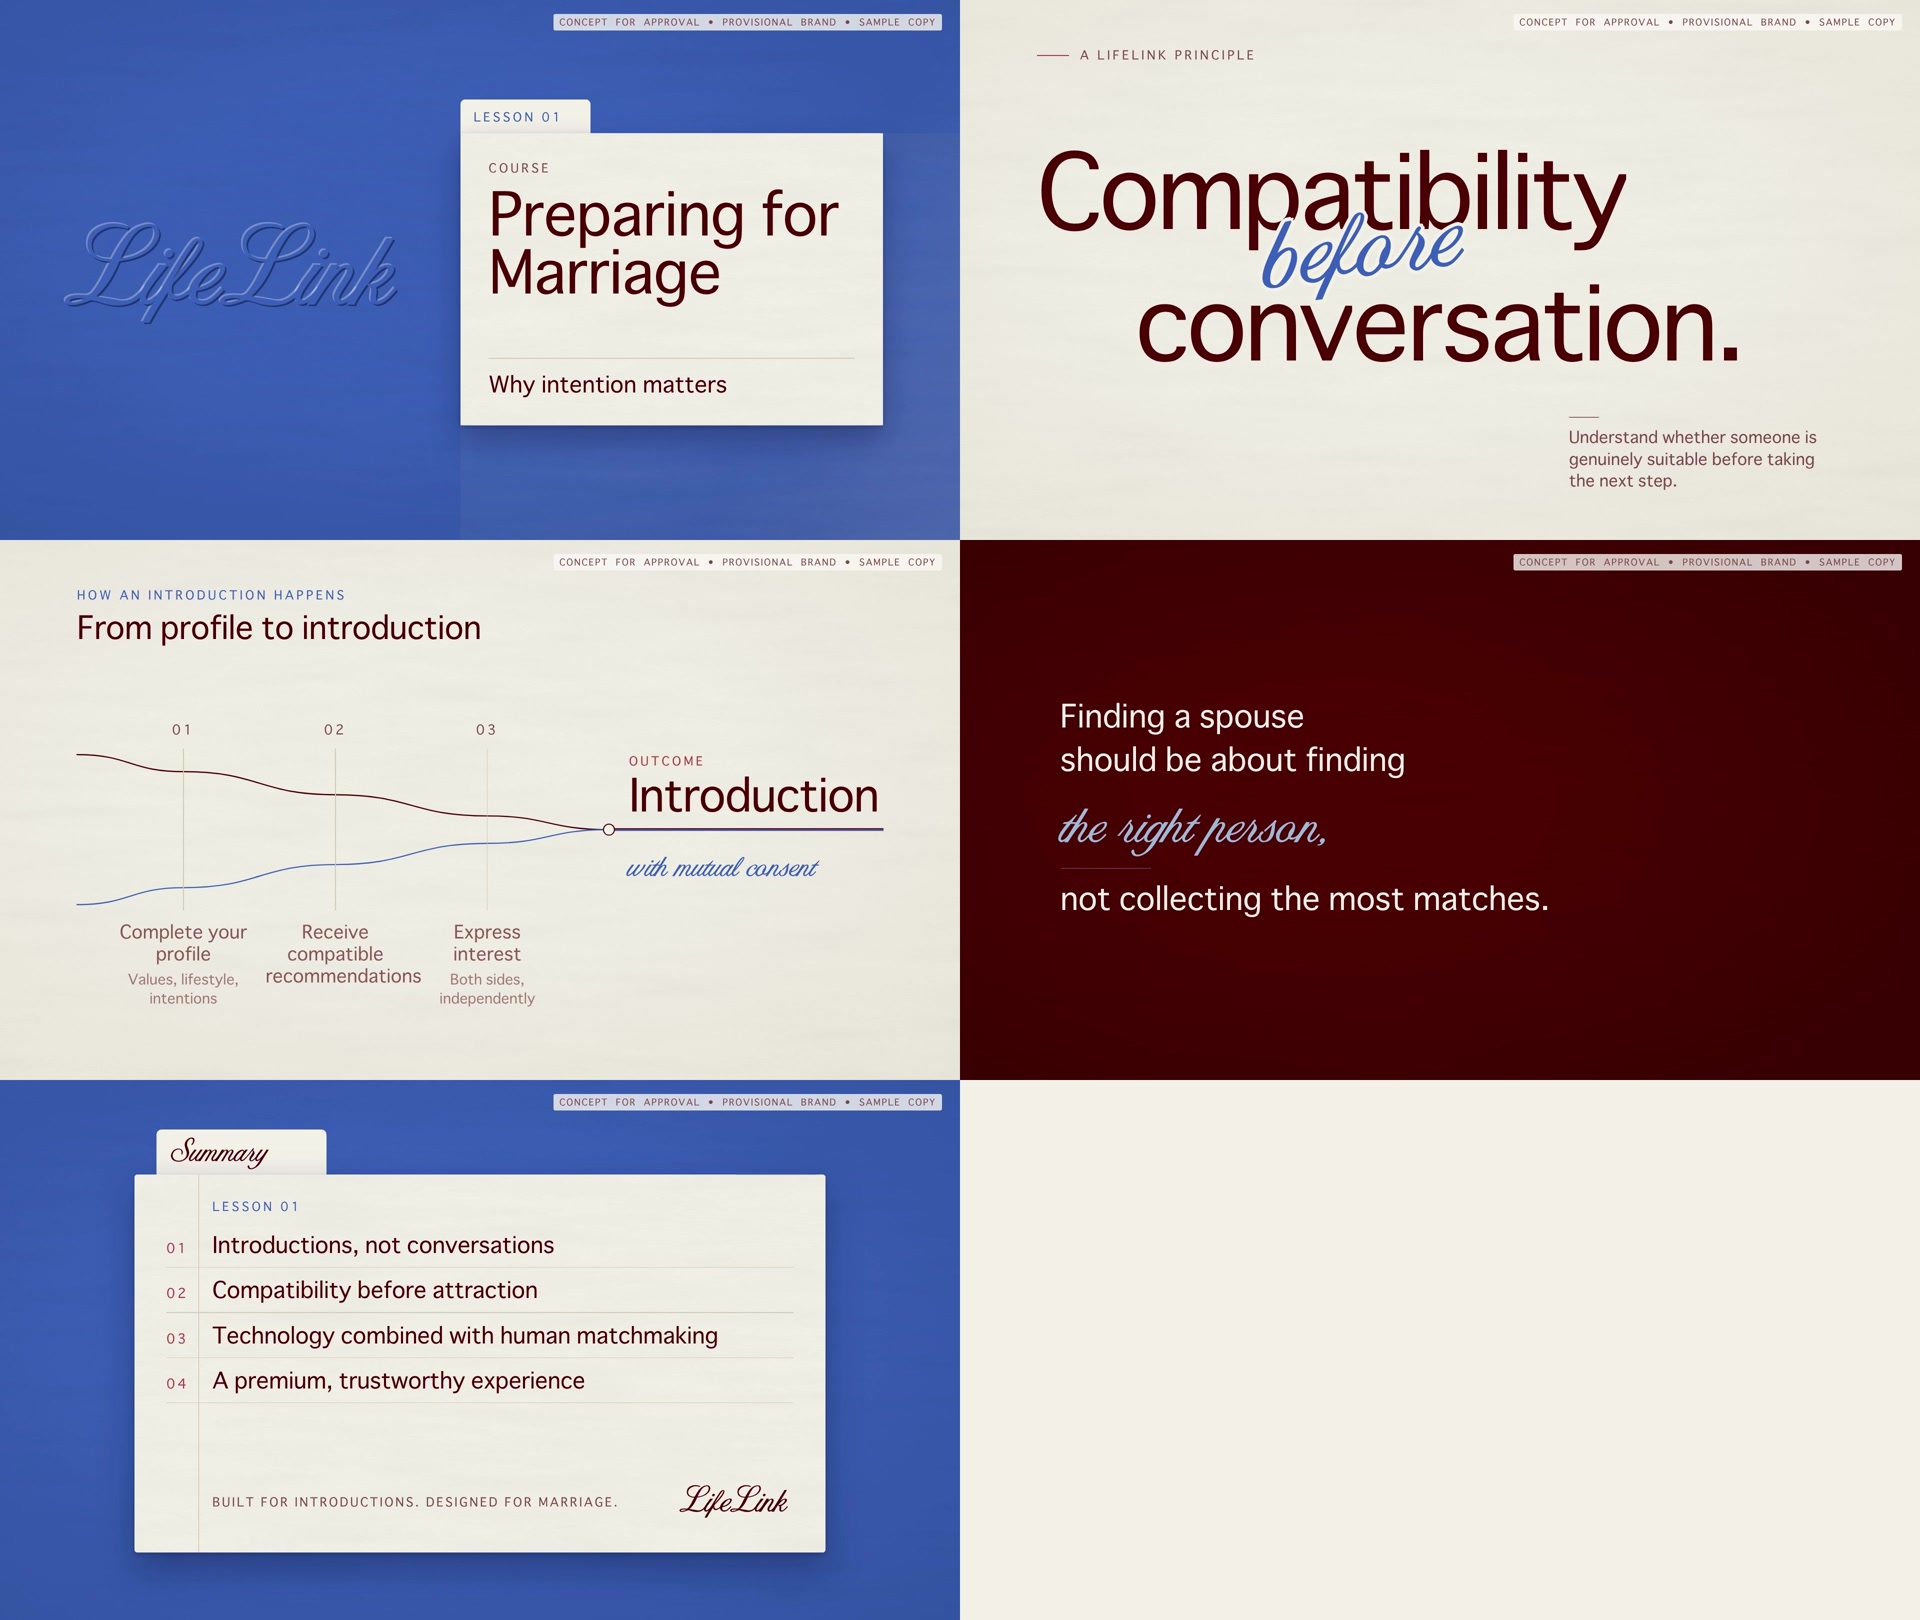 CONCEPT FOR APPROVAL • PROVISIONAL BRAND • SAMPLE COPY
LESSON 01
COURSE
Preparing for
Marriage
Why intention matters
LifeLink
CONCEPT FOR APPROVAL • PROVISIONAL BRAND • SAMPLE COPY
A LIFELINK PRINCIPLE
Compatibility
before
conversation.
Understand whether someone is
genuinely suitable before taking
the next step.
CONCEPT FOR APPROVAL • PROVISIONAL BRAND • SAMPLE COPY
HOW AN INTRODUCTION HAPPENS
From profile to introduction
01
02
03
OUTCOME
Introduction
with mutual consent
Complete your
profile
Values, lifestyle,
intentions
Receive
compatible
recommendations
Express
interest
Both sides,
independently
CONCEPT FOR APPROVAL • PROVISIONAL BRAND • SAMPLE COPY
Finding a spouse
should be about finding
the right person,
not collecting the most matches.
CONCEPT FOR APPROVAL • PROVISIONAL BRAND • SAMPLE COPY
Summary
LESSON 01
01 Introductions, not conversations
02 Compatibility before attraction
03 Technology combined with human matchmaking
04 A premium, trustworthy experience
BUILT FOR INTRODUCTIONS. DESIGNED FOR MARRIAGE.
LifeLink